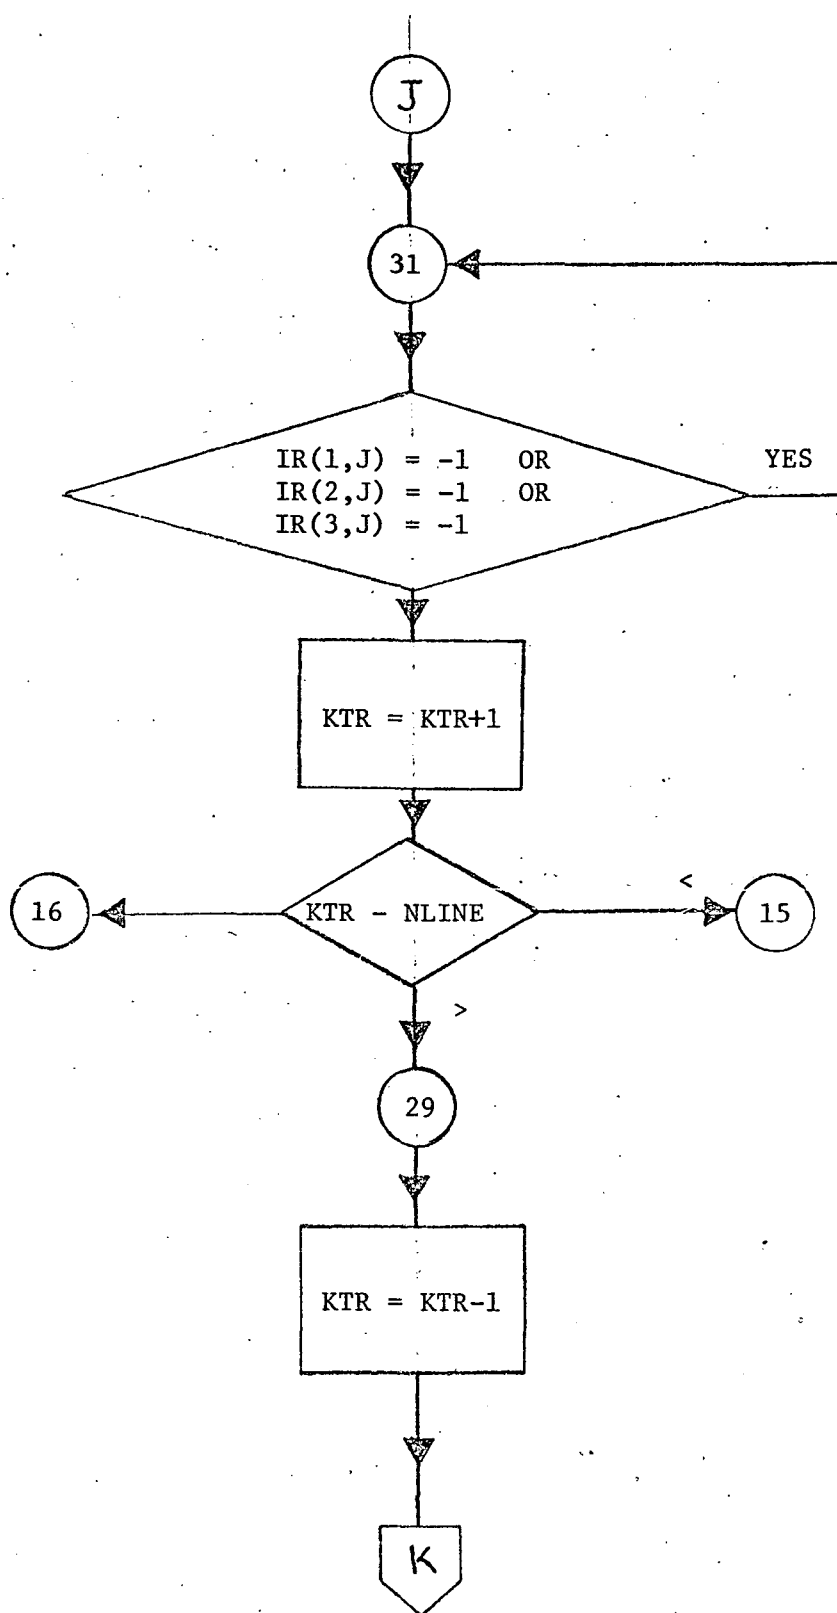 J
31
IR(1,J) = -1 OR
IR(2,J) = -1 OR
IR(3,J) = -1
YES
KTR = KTR+1
16
KTR - NLINE
<
15
>
29
KTR = KTR-1
K